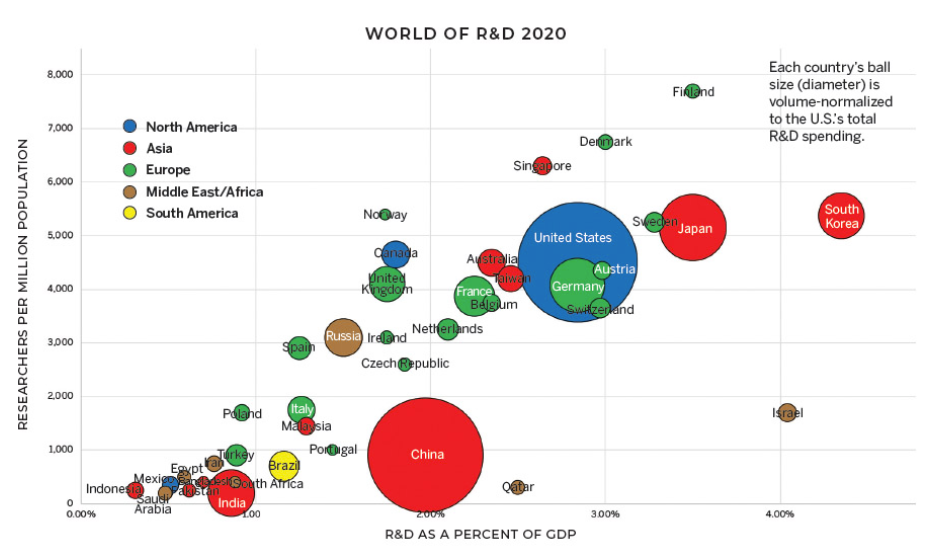 WORLD OF R&D 2020
Each country's ball
size (diameter) is
volume-normalized
to the U.S.'s total
R&D spending.
RESEARCHERS PER MILLION POPULATION
8,000
7,000
6,000
5,000
4,000
3,000
2,000
1,000
0
North America
Asia
Europe
Middle East/Africa
South America
Finland
Denmark
Singapore
Norway
South
Korea
Sweden
Japan
United States
Canada
Australia
Austria
Taiwan
United
Kingdom
France
Germany
Belgium
Switzerland
Netherlands
Russia
Ireland
Spain
Czech Republic
Italy
Poland
Israel
Malaysia
Portugal
Turkey
China
Iran
Brazil
Egypt
Mexico
Bangladesh
South Africa
Indonesia
Pakistan
Qatar
Saudi
Arabia
India
0.00%
1.00
2.00%
3.00%
4.00%
R&D AS A PERCENT OF GDP